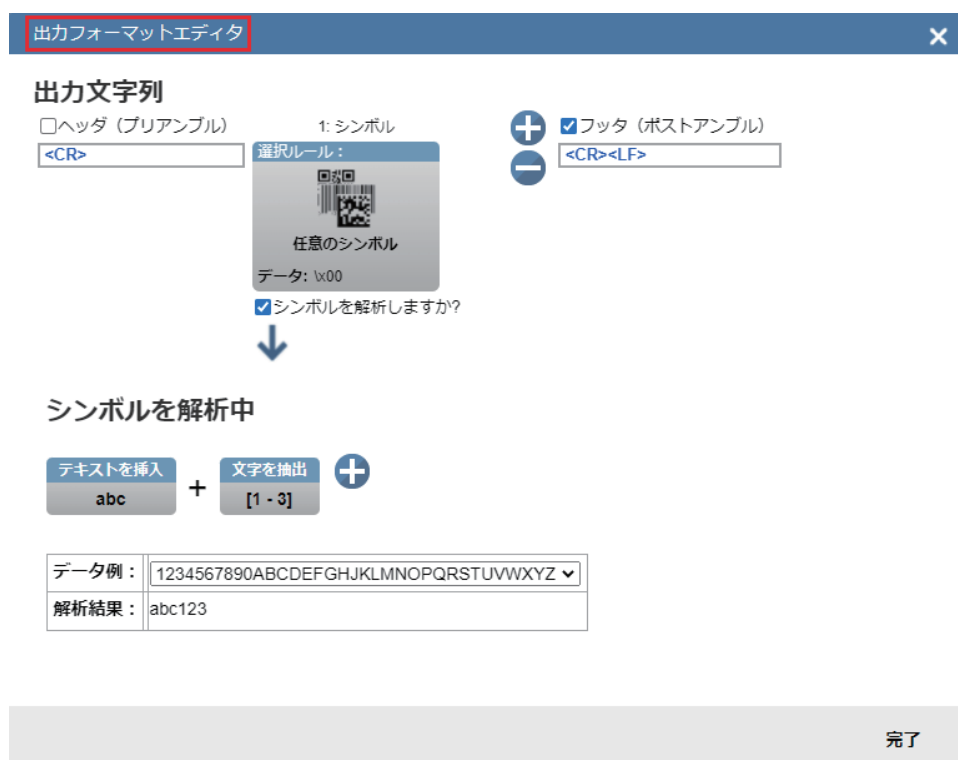 出力フォーマットエディタ
出力文字列
ヘッダ（プリアンブル）
<CR>
1: シンボル
選択ルール：
任意のシンボル
データ: \x00
シンボルを解析しますか?
フッタ（ポストアンブル）
<CR><LF>
シンボルを解析中
テキストを挿入
abc
+
文字を抽出
[1 - 3]
データ例： 1234567890ABCDEFGHJKLMNOPQRSTUVWXYZ
解析結果： abc123
完了